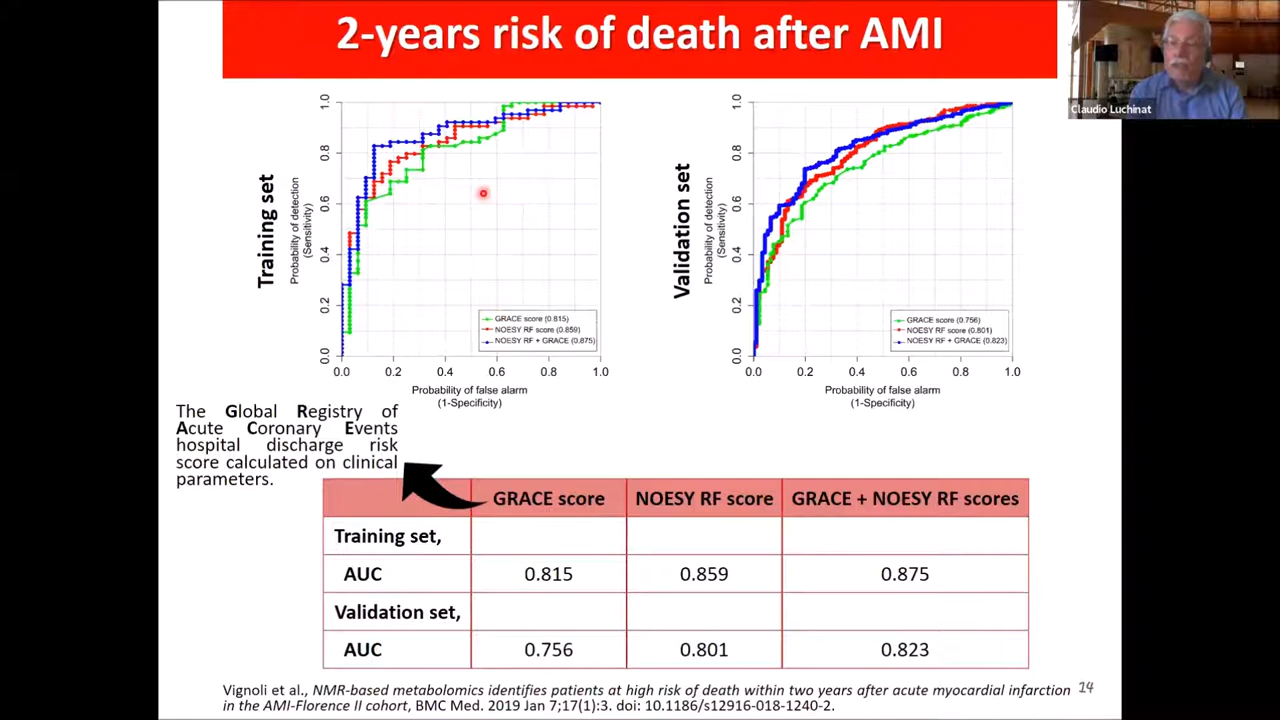 2-years risk of death after AMI
Claudio Luchinat
Training set
Probability of detection
(Sensitivity)
1.0
0.8
0.6
0.4
0.2
0.0
GRACE score (0.815)
NOESY RF score (0.859)
NOESY RF + GRACE (0.875)
0.0 0.2 0.4 0.6 0.8 1.0
Probability of false alarm
(1-Specificity)
Validation set
Probability of detection
(Sensitivity)
1.0
0.8
0.6
0.4
0.2
0.0
GRACE score (0.756)
NOESY RF score (0.801)
NOESY RF + GRACE (0.823)
0.0 0.2 0.4 0.6 0.8 1.0
Probability of false alarm
(1-Specificity)
The Global Registry of
Acute Coronary Events
hospital discharge risk
score calculated on clinical
parameters.
GRACE score NOESY RF score GRACE + NOESY RF scores
Training set,
AUC 0.815 0.859 0.875
Validation set,
AUC 0.756 0.801 0.823
Vignoli et al., NMR-based metabolomics identifies patients at high risk of death within two years after acute myocardial infarction
in the AMI-Florence II cohort, BMC Med. 2019 Jan 7;17(1):3. doi: 10.1186/s12916-018-1240-2.
14